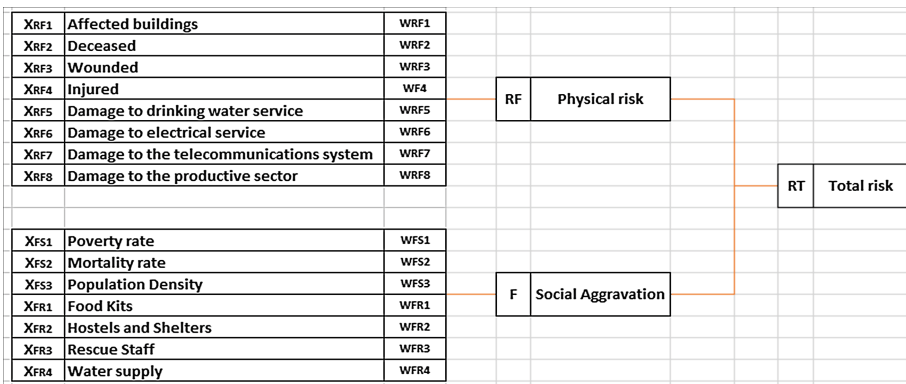 XRF1 Affected buildings WRF1
XRF2 Deceased WRF2
XRF3 Wounded WRF3
XRF4 Injured WF4
XRF5 Damage to drinking water service WRF5
XRF6 Damage to electrical service WRF6
XRF7 Damage to the telecommunications system WRF7
XRF8 Damage to the productive sector WRF8
RF Physical risk
RT Total risk
XFS1 Poverty rate WFS1
XFS2 Mortality rate WFS2
XFS3 Population Density WFS3
XFR1 Food Kits WFR1
XFR2 Hostels and Shelters WFR2
XFR3 Rescue Staff WFR3
XFR4 Water supply WFR4
F Social Aggravation